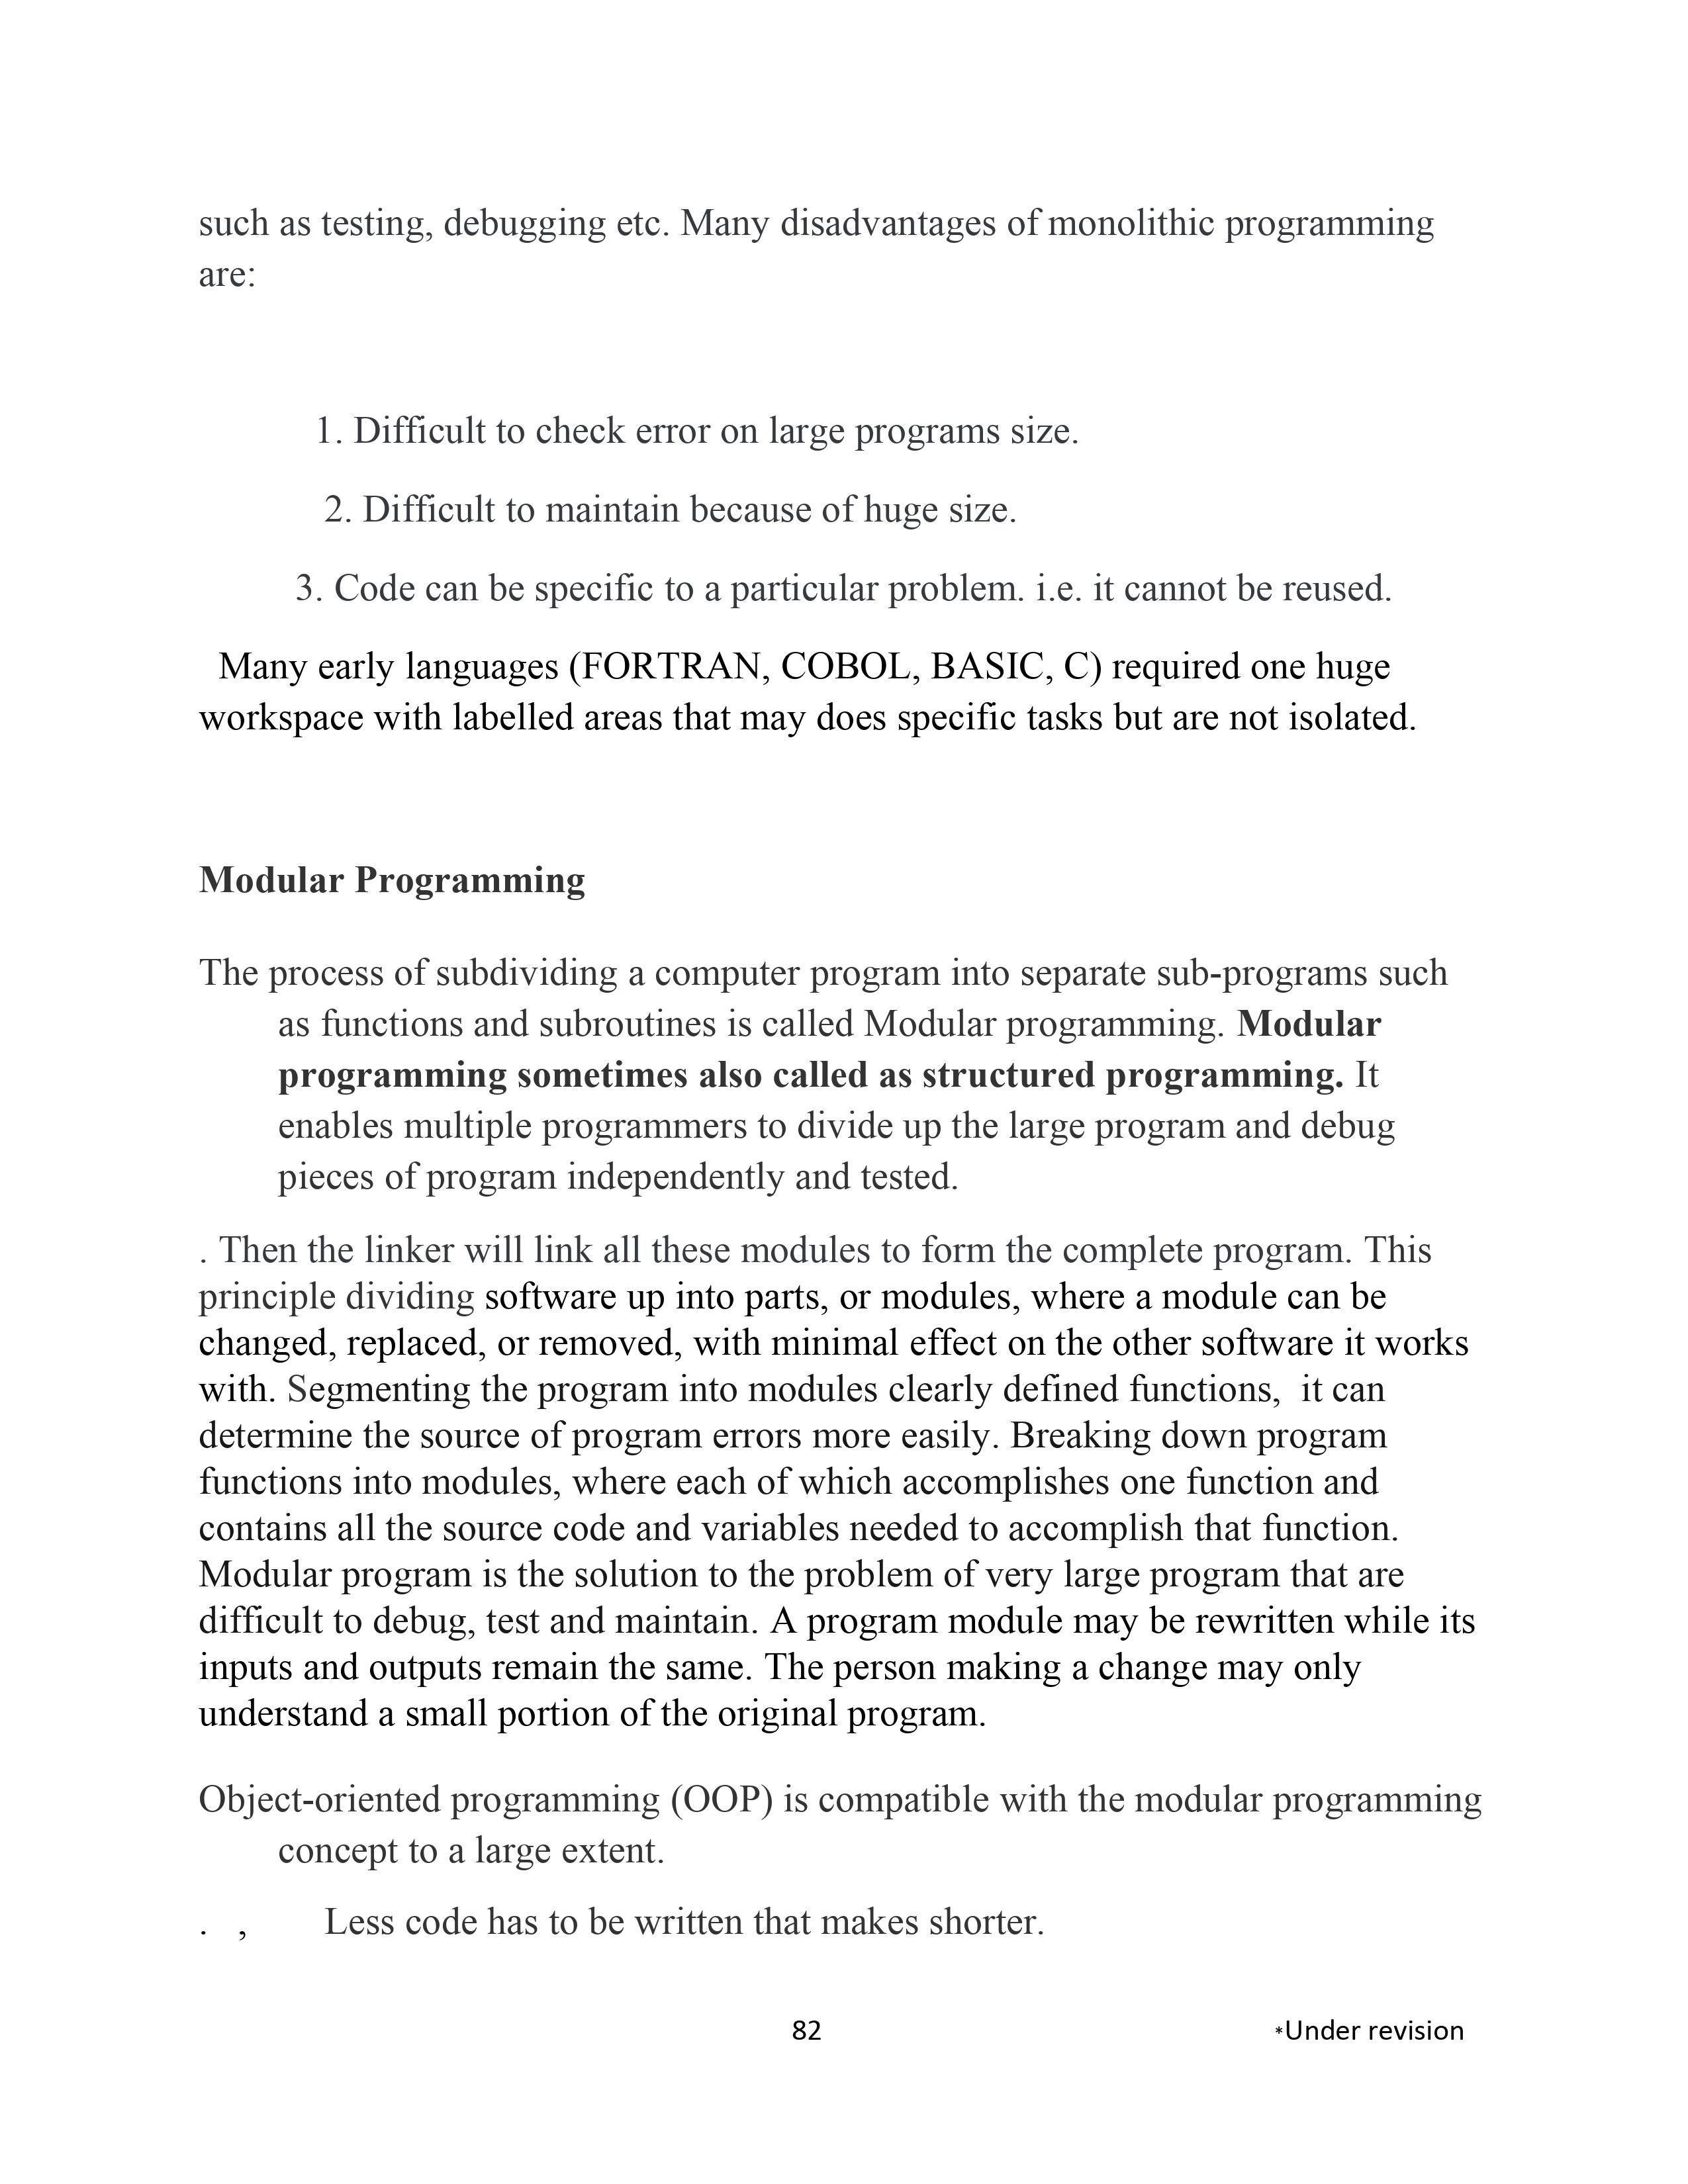 such as testing, debugging etc. Many disadvantages of monolithic programming
are:
1. Difficult to check error on large programs size.
2. Difficult to maintain because of huge size.
3. Code can be specific to a particular problem. i.e. it cannot be reused.
Many early languages (FORTRAN, COBOL, BASIC, C) required one huge
workspace with labelled areas that may does specific tasks but are not isolated.
Modular Programming
The process of subdividing a computer program into separate sub-programs such
as functions and subroutines is called Modular programming. Modular
programming sometimes also called as structured programming. It
enables multiple programmers to divide up the large program and debug
pieces of program independently and tested.
. Then the linker will link all these modules to form the complete program. This
principle dividing software up into parts, or modules, where a module can be
changed, replaced, or removed, with minimal effect on the other software it works
with. Segmenting the program into modules clearly defined functions,  it can
determine the source of program errors more easily. Breaking down program
functions into modules, where each of which accomplishes one function and
contains all the source code and variables needed to accomplish that function.
Modular program is the solution to the problem of very large program that are
difficult to debug, test and maintain. A program module may be rewritten while its
inputs and outputs remain the same. The person making a change may only
understand a small portion of the original program.
Object-oriented programming (OOP) is compatible with the modular programming
concept to a large extent.
. , Less code has to be written that makes shorter.
82 *Under revision